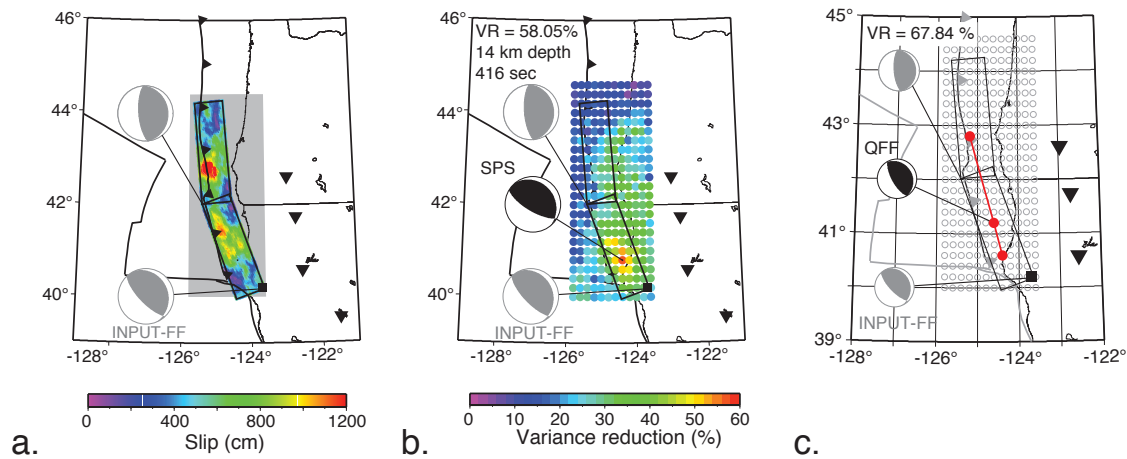 46°
44°
42°
40°
-128°
-126°
-124°
-122°
INPUT-FF
0
400
800
1200
Slip (cm)
a.
46°
44°
42°
40°
-128°
-126°
-124°
-122°
VR = 58.05%
14 km depth
416 sec
SPS
INPUT-FF
0
10
20
30
40
50
60
Variance reduction (%)
b.
45°
43°
41°
39°
-128°
-126°
-124°
-122°
VR = 67.84 %
QFF
INPUT-FF
c.